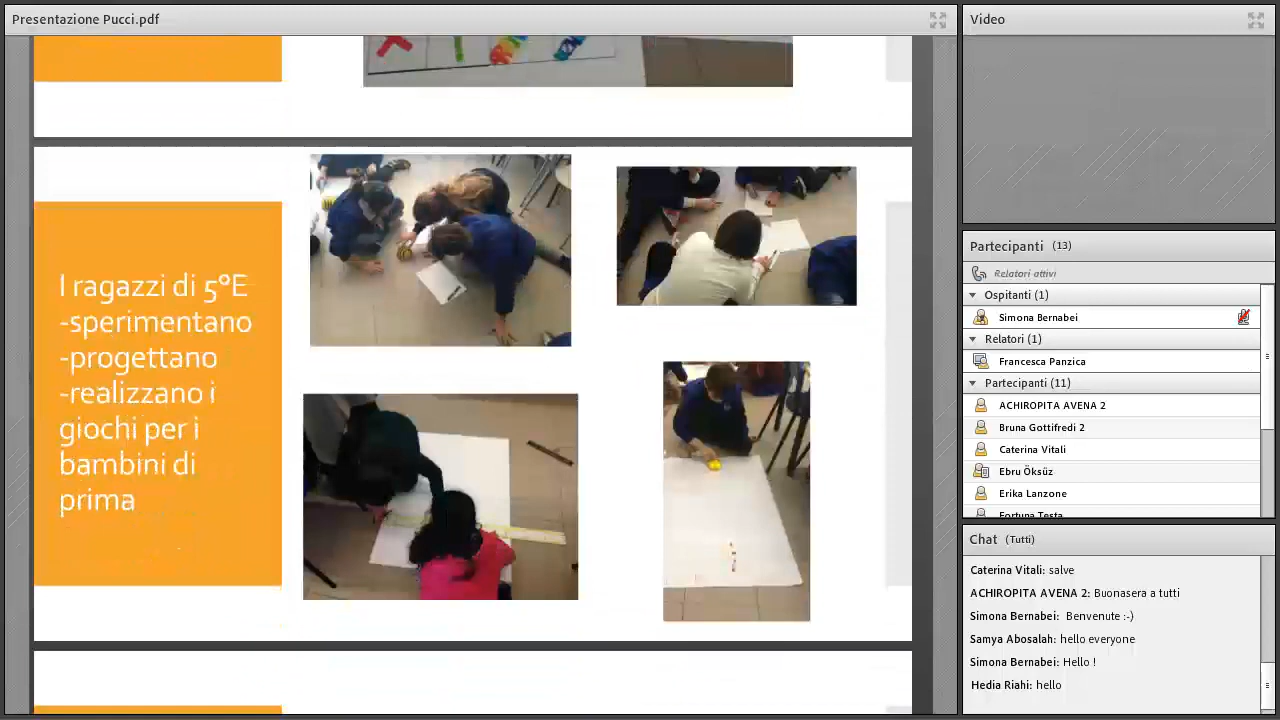 Presentazione Pucci.pdf
I ragazzi di 5°E
-sperimentano
-progettano
-realizzano i
giochi per i
bambini di
prima
Video
Partecipanti (13)
Relatori attivi
Ospitanti (1)
Simona Bernabei
Relatori (1)
Francesca Panzica
Partecipanti (11)
ACHIROPITA AVENA 2
Bruna Gottifredi 2
Caterina Vitali
Ebru Öksüz
Erika Lanzone
Fortuna Testa
Chat (Tutti)
Caterina Vitali: salve
ACHIROPITA AVENA 2: Buonasera a tutti
Simona Bernabei: Benvenute :-)
Samya Abosalah: hello everyone
Simona Bernabei: Hello !
Hedia Riahi: hello